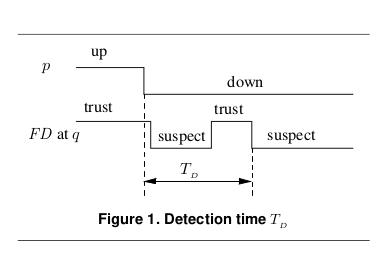 up
p
down
trust
trust
FD at q
suspect
suspect
T_D
Figure 1. Detection time T_D